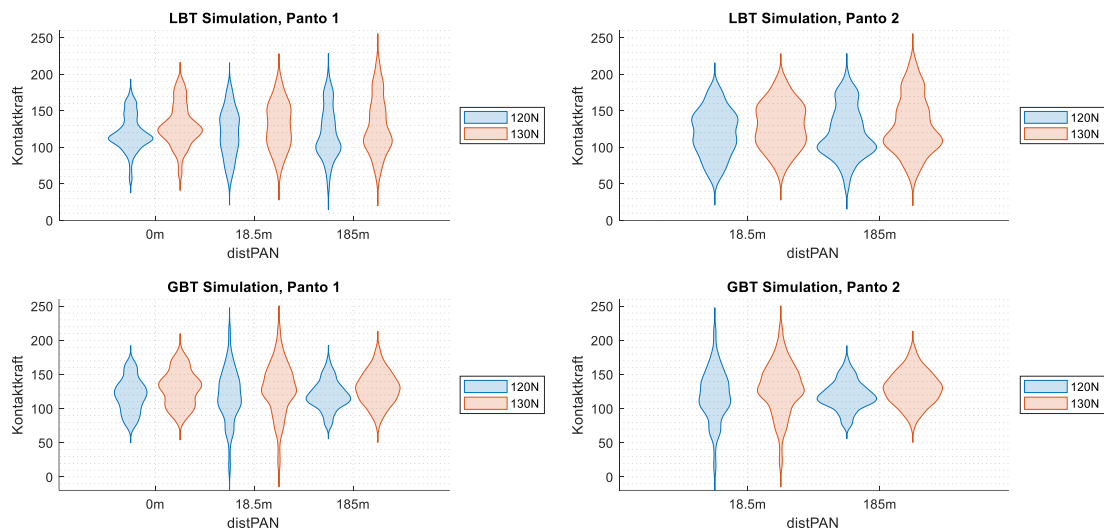 LBT Simulation, Panto 1
250
200
150
100
50
0
Kontaktkraft
0m
18.5m
185m
distPAN
120N
130N
LBT Simulation, Panto 2
250
200
150
100
50
0
Kontaktkraft
18.5m
185m
distPAN
120N
130N
GBT Simulation, Panto 1
250
200
150
100
50
0
Kontaktkraft
0m
18.5m
185m
distPAN
120N
130N
GBT Simulation, Panto 2
250
200
150
100
50
0
Kontaktkraft
18.5m
185m
distPAN
120N
130N